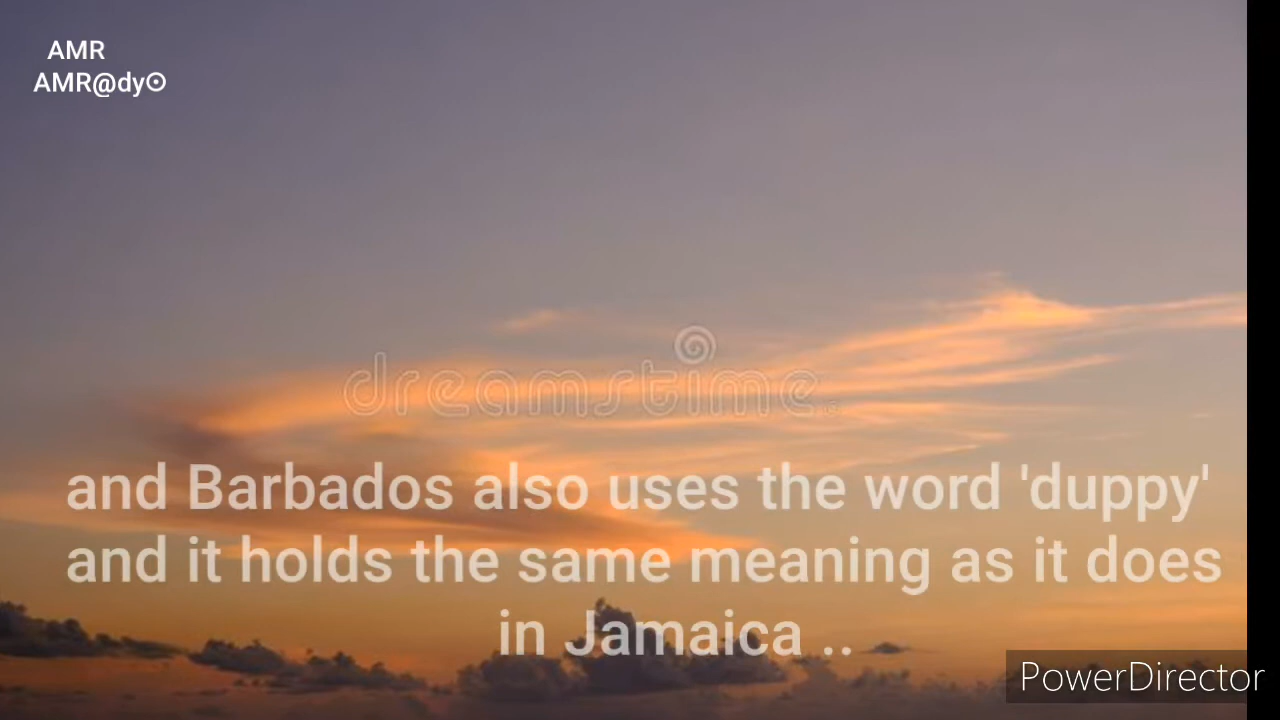 AMR
AMR@dy⊙
dreamstime
and Barbados also uses the word 'duppy'
and it holds the same meaning as it does
in Jamaica ..
PowerDirector